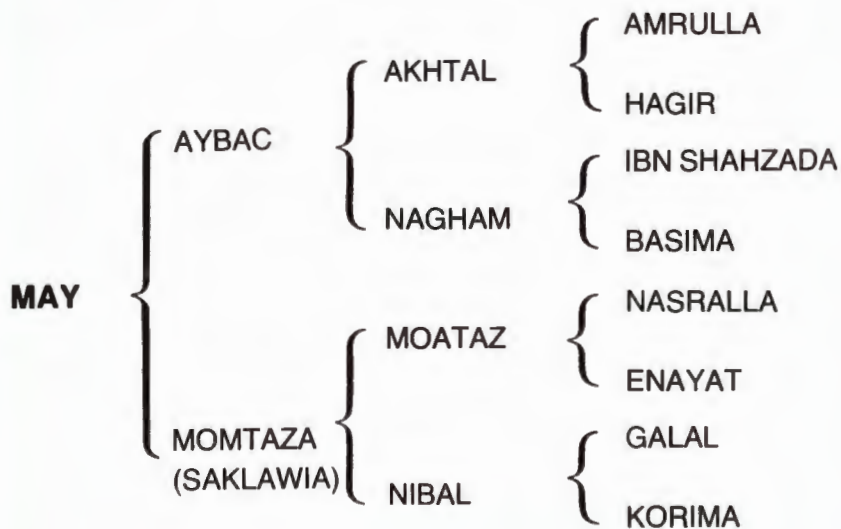 AMRULLA
AKHTAL
HAGIR
AYBAC
IBN SHAHZADA
NAGHAM
BASIMA
MAY
NASRALLA
MOATAZ
ENAYAT
MOMTAZA
(SAKLAWIA)
GALAL
NIBAL
KORIMA